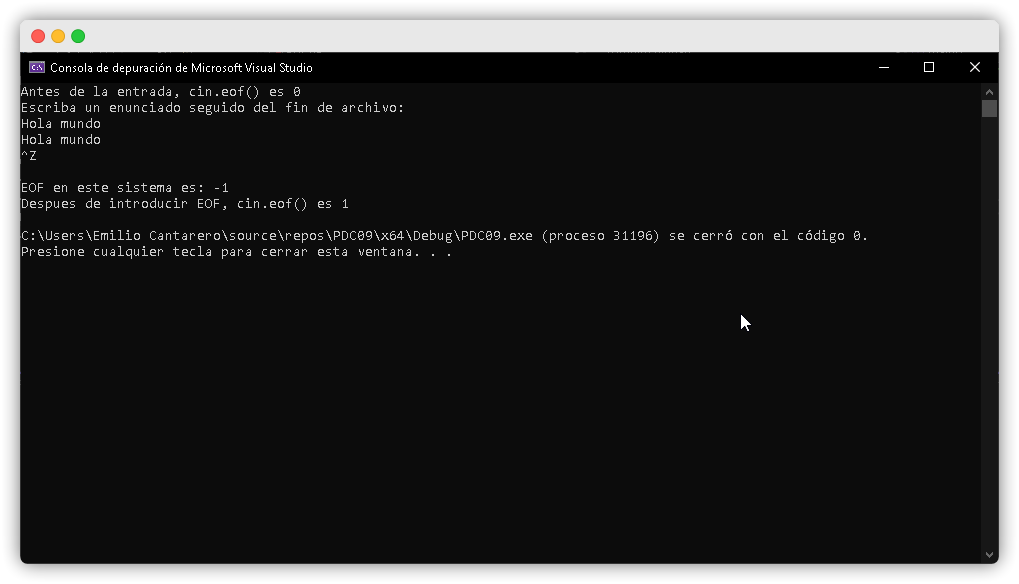 Consola de depuración de Microsoft Visual Studio
Antes de la entrada, cin.eof() es 0
Escriba un enunciado seguido del fin de archivo:
Hola mundo
Hola mundo
^Z
EOF en este sistema es: -1
Despues de introducir EOF, cin.eof() es 1
C:\Users\Emilio Cantarero\source\repos\PDC09\x64\Debug\PDC09.exe (proceso 31196) se cerró con el código 0.
Presione cualquier tecla para cerrar esta ventana. . .